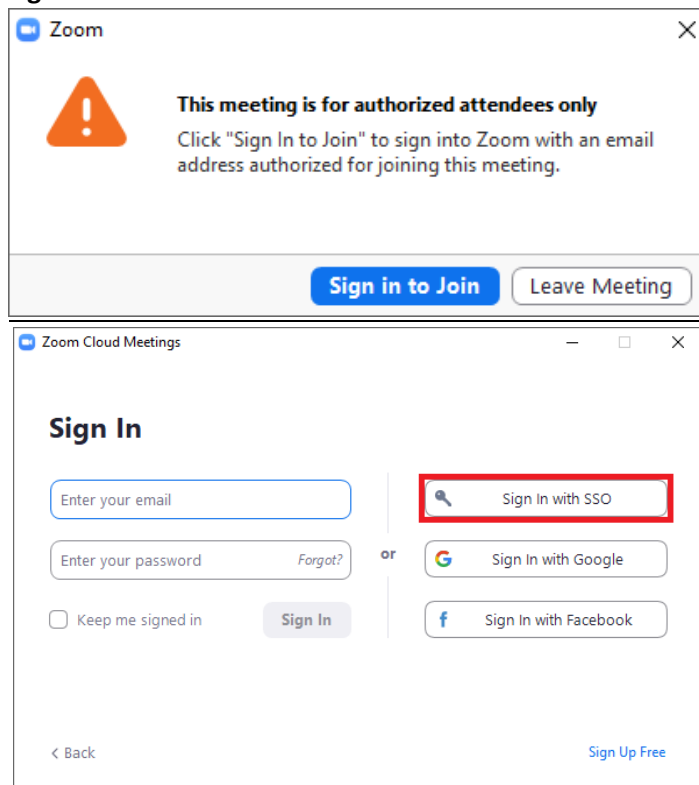 Zoom
This meeting is for authorized attendees only
Click "Sign In to Join" to sign into Zoom with an email
address authorized for joining this meeting.
Sign in to Join
Leave Meeting
Zoom Cloud Meetings
Sign In
Enter your email
Sign In with SSO
Enter your password
Forgot?
or
Sign In with Google
Keep me signed in
Sign In
Sign In with Facebook
< Back
Sign Up Free